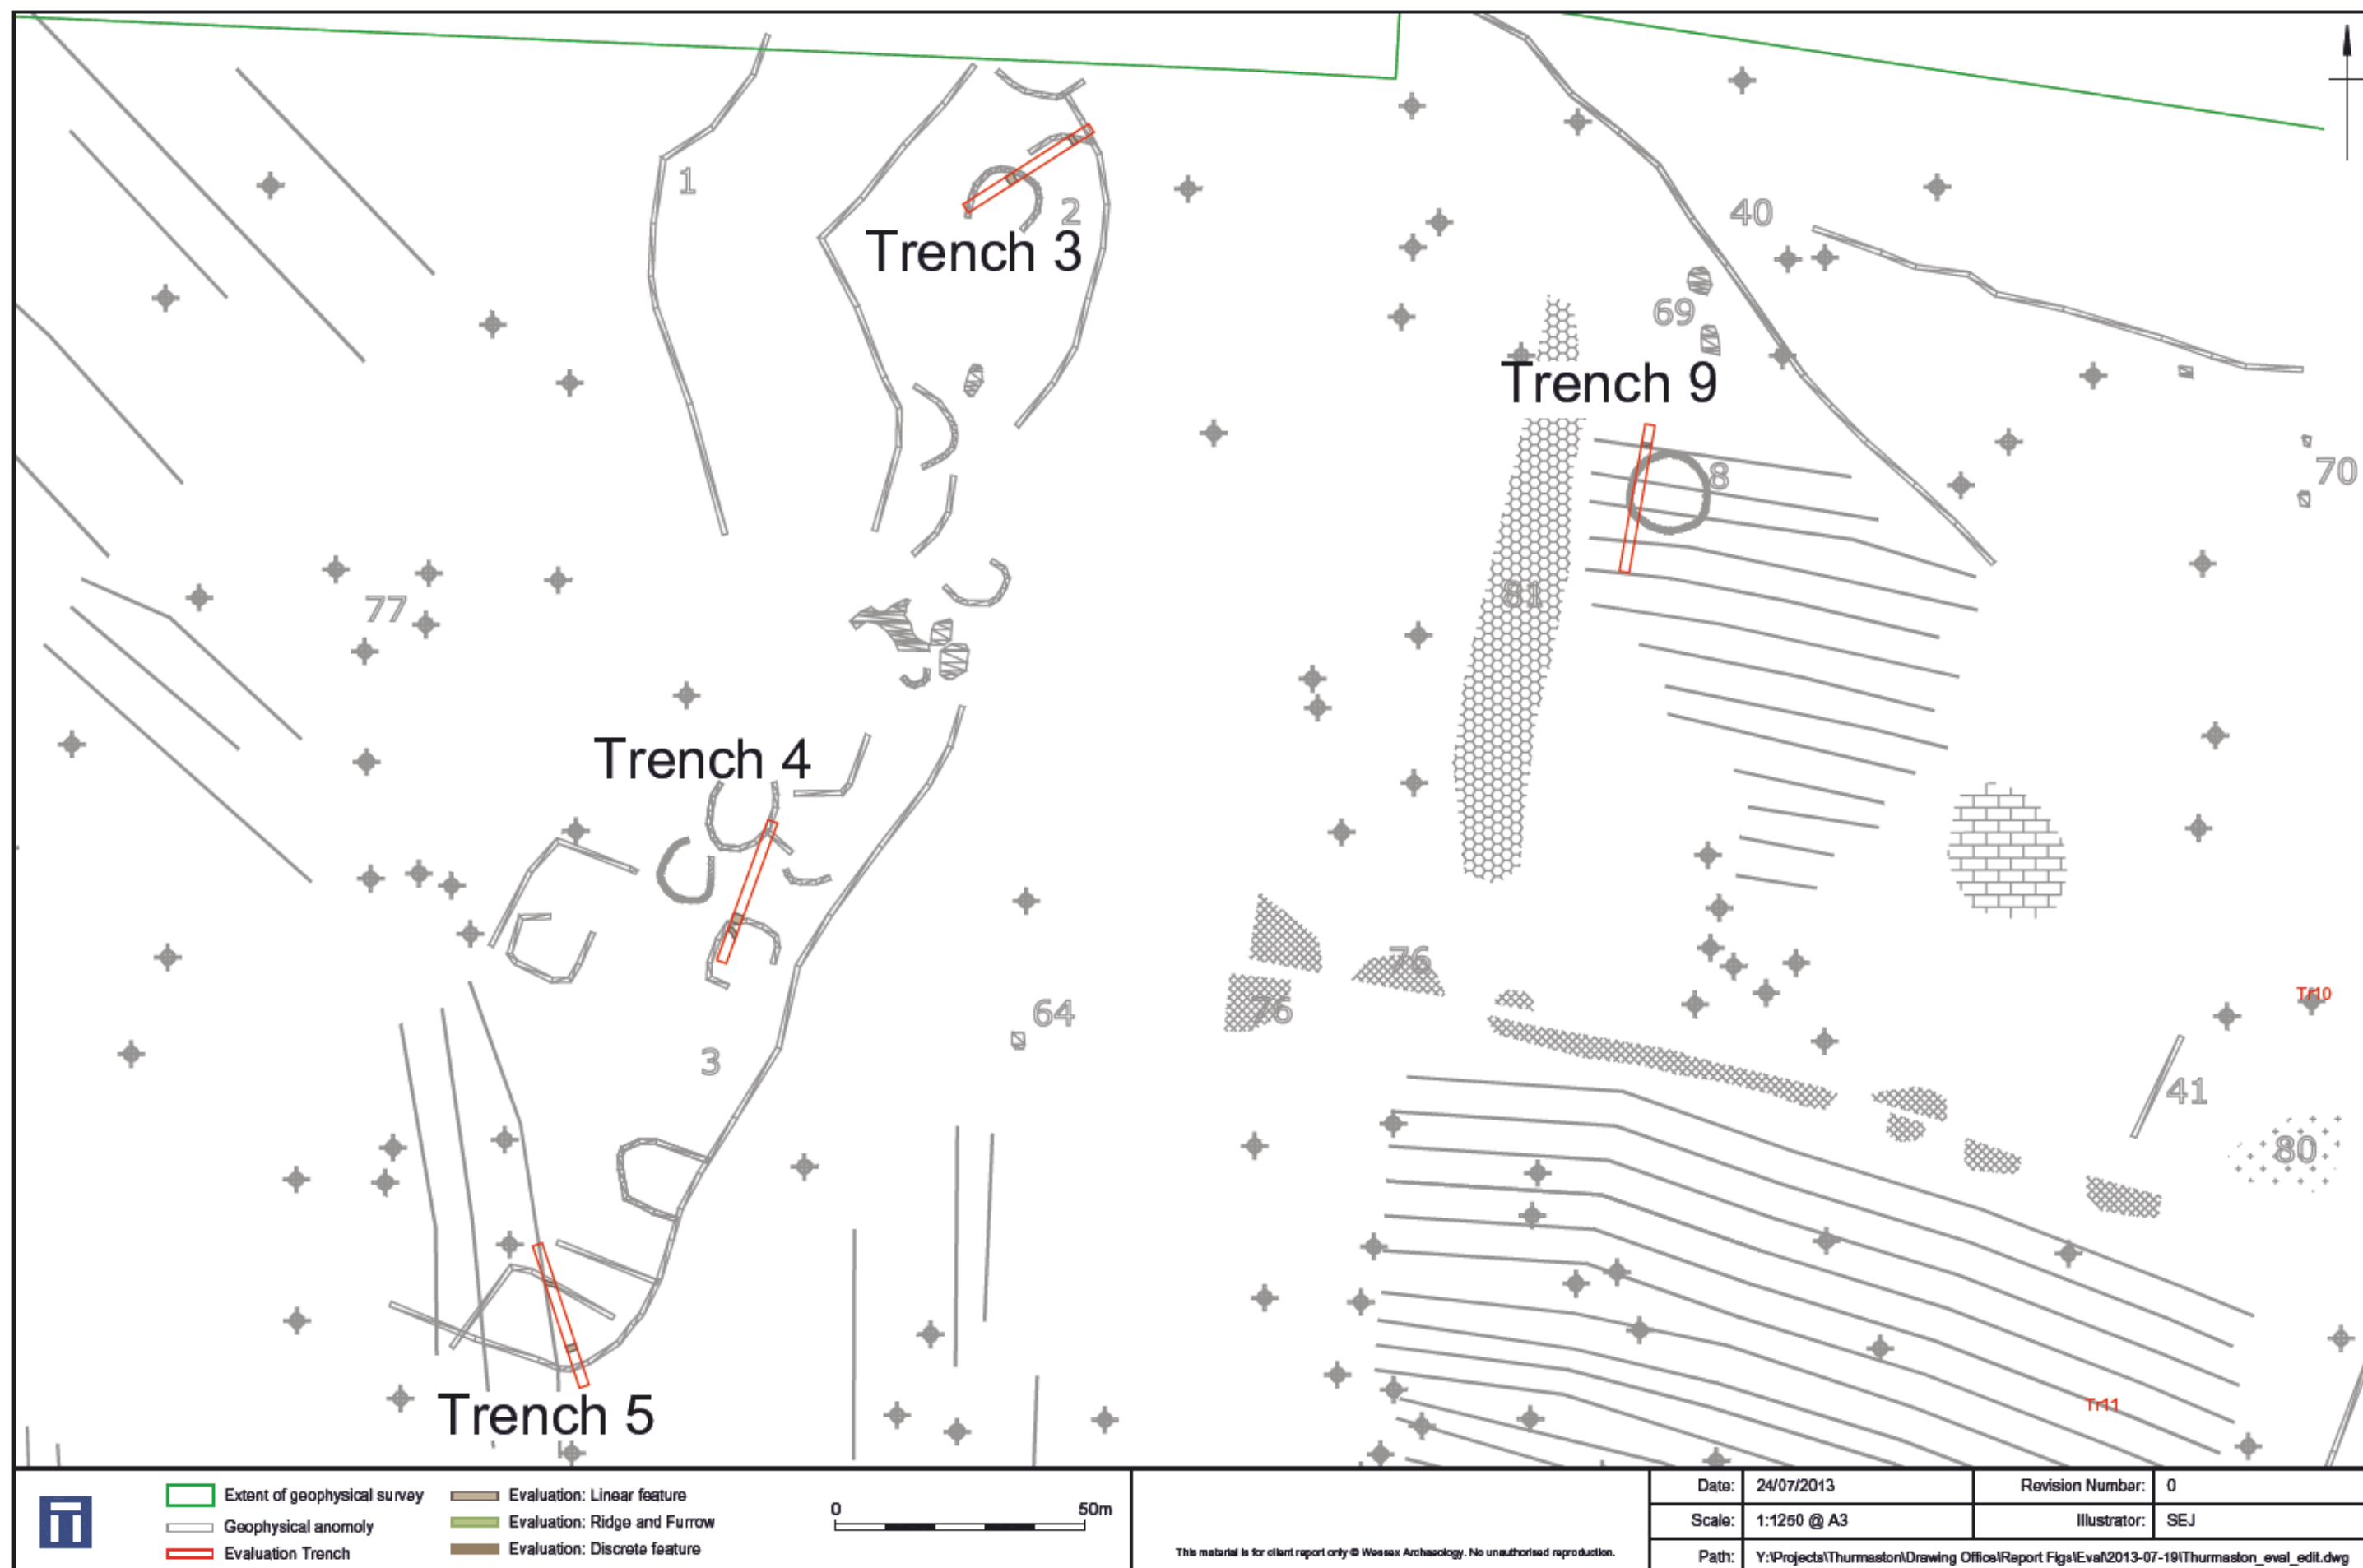 1
2
Trench 3
40
69
Trench 9
8
70
81
77
Trench 4
76
76
64
Tr10
3
41
80
Tr11
Trench 5
Extent of geophysical survey
Geophysical anomoly
Evaluation Trench
Evaluation: Linear feature
Evaluation: Ridge and Furrow
Evaluation: Discrete feature
0 50m
This material is for client report only © Wessex Archaeology. No unauthorised reproduction.
Date: 24/07/2013 Revision Number: 0
Scale: 1:1250 @ A3 Illustrator: SEJ
Path: Y:\Projects\Thurmaston\Drawing Office\Report Figs\Eval\2013-07-19\Thurmaston_eval_edit.dwg